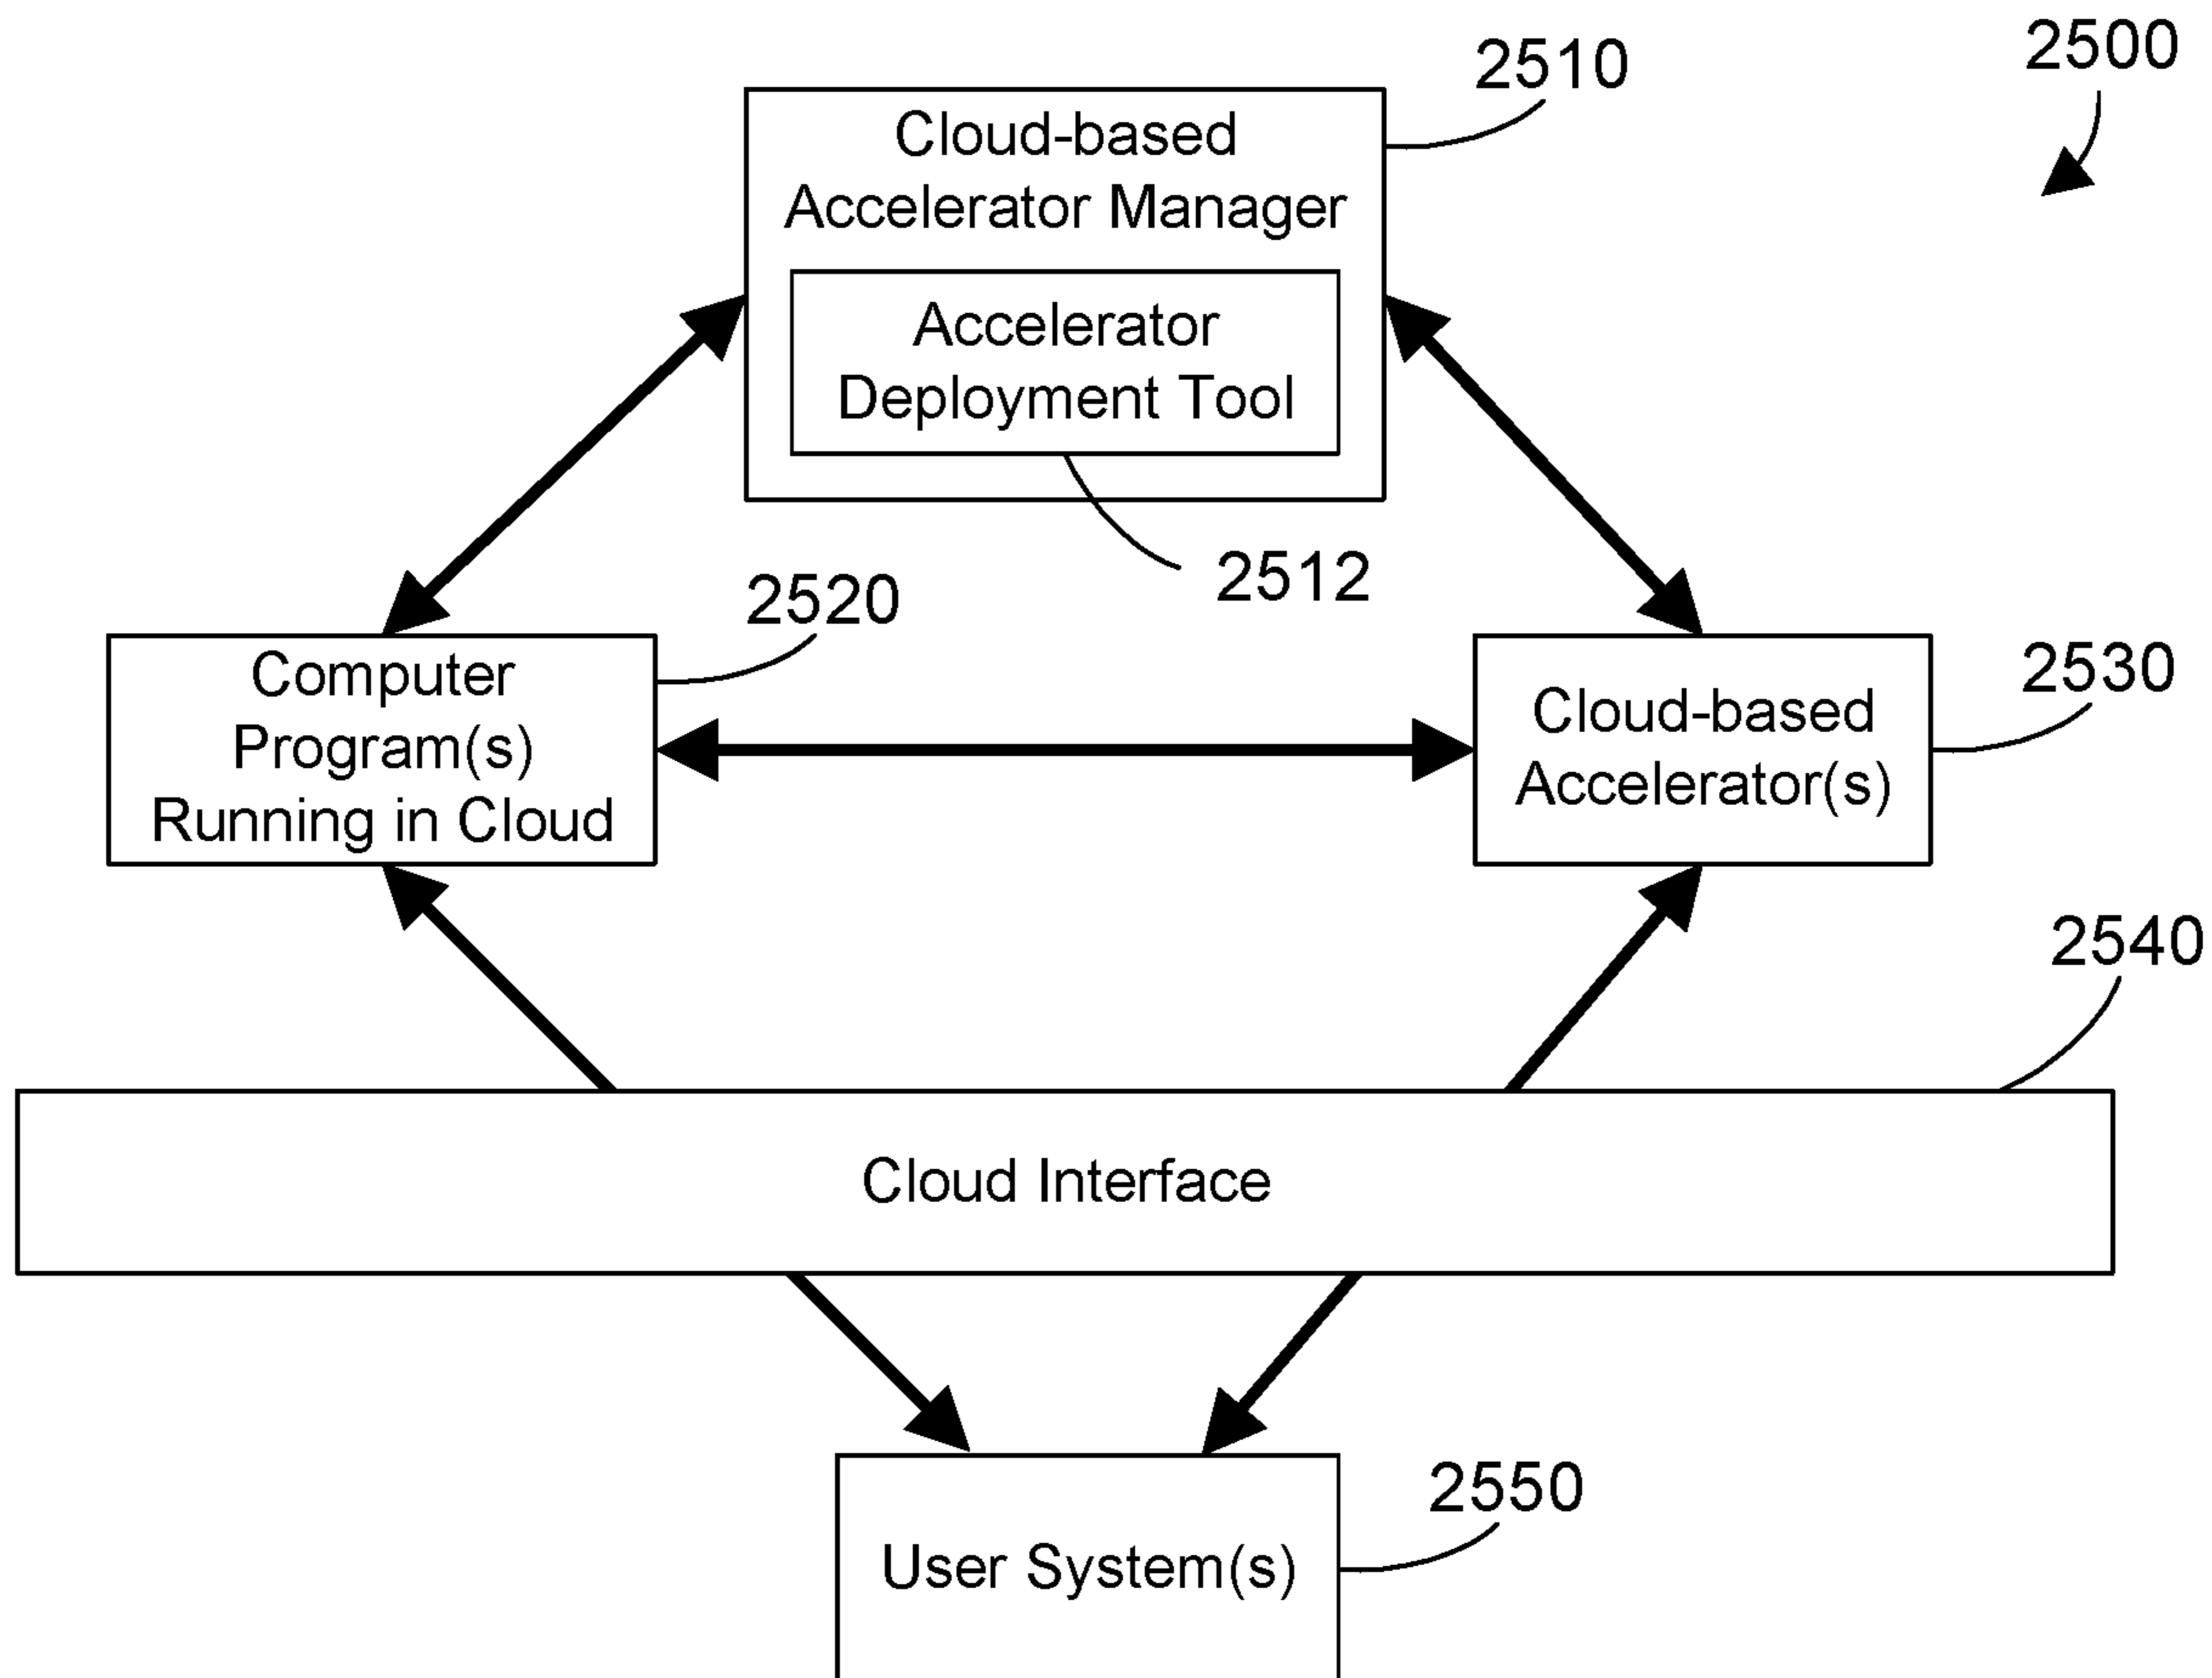 2500
2510
Cloud-based
Accelerator Manager
Accelerator
Deployment Tool
2512
2520
Computer
Program(s)
Running in Cloud
2530
Cloud-based
Accelerator(s)
2540
Cloud Interface
2550
User System(s)